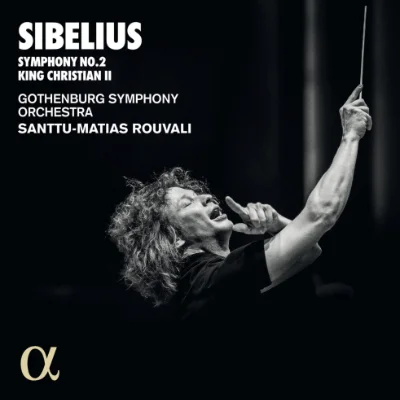 SIBELIUS
SYMPHONY NO.2
KING CHRISTIAN II
GOTHENBURG SYMPHONY
ORCHESTRA
SANTTU-MATIAS ROUVALI
α